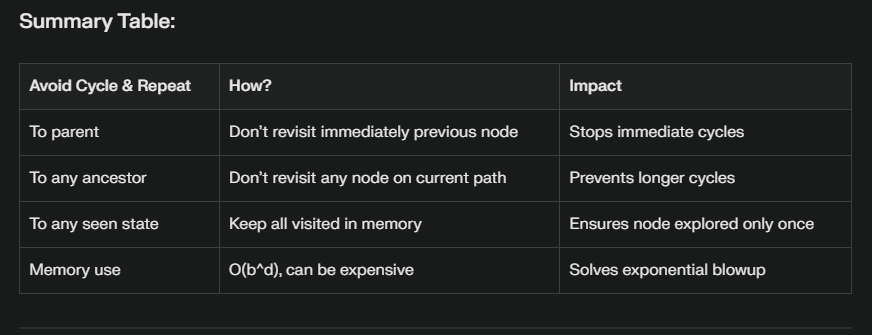 Summary Table:
Avoid Cycle & Repeat How? Impact
To parent Don't revisit immediately previous node Stops immediate cycles
To any ancestor Don't revisit any node on current path Prevents longer cycles
To any seen state Keep all visited in memory Ensures node explored only once
Memory use O(b^d), can be expensive Solves exponential blowup